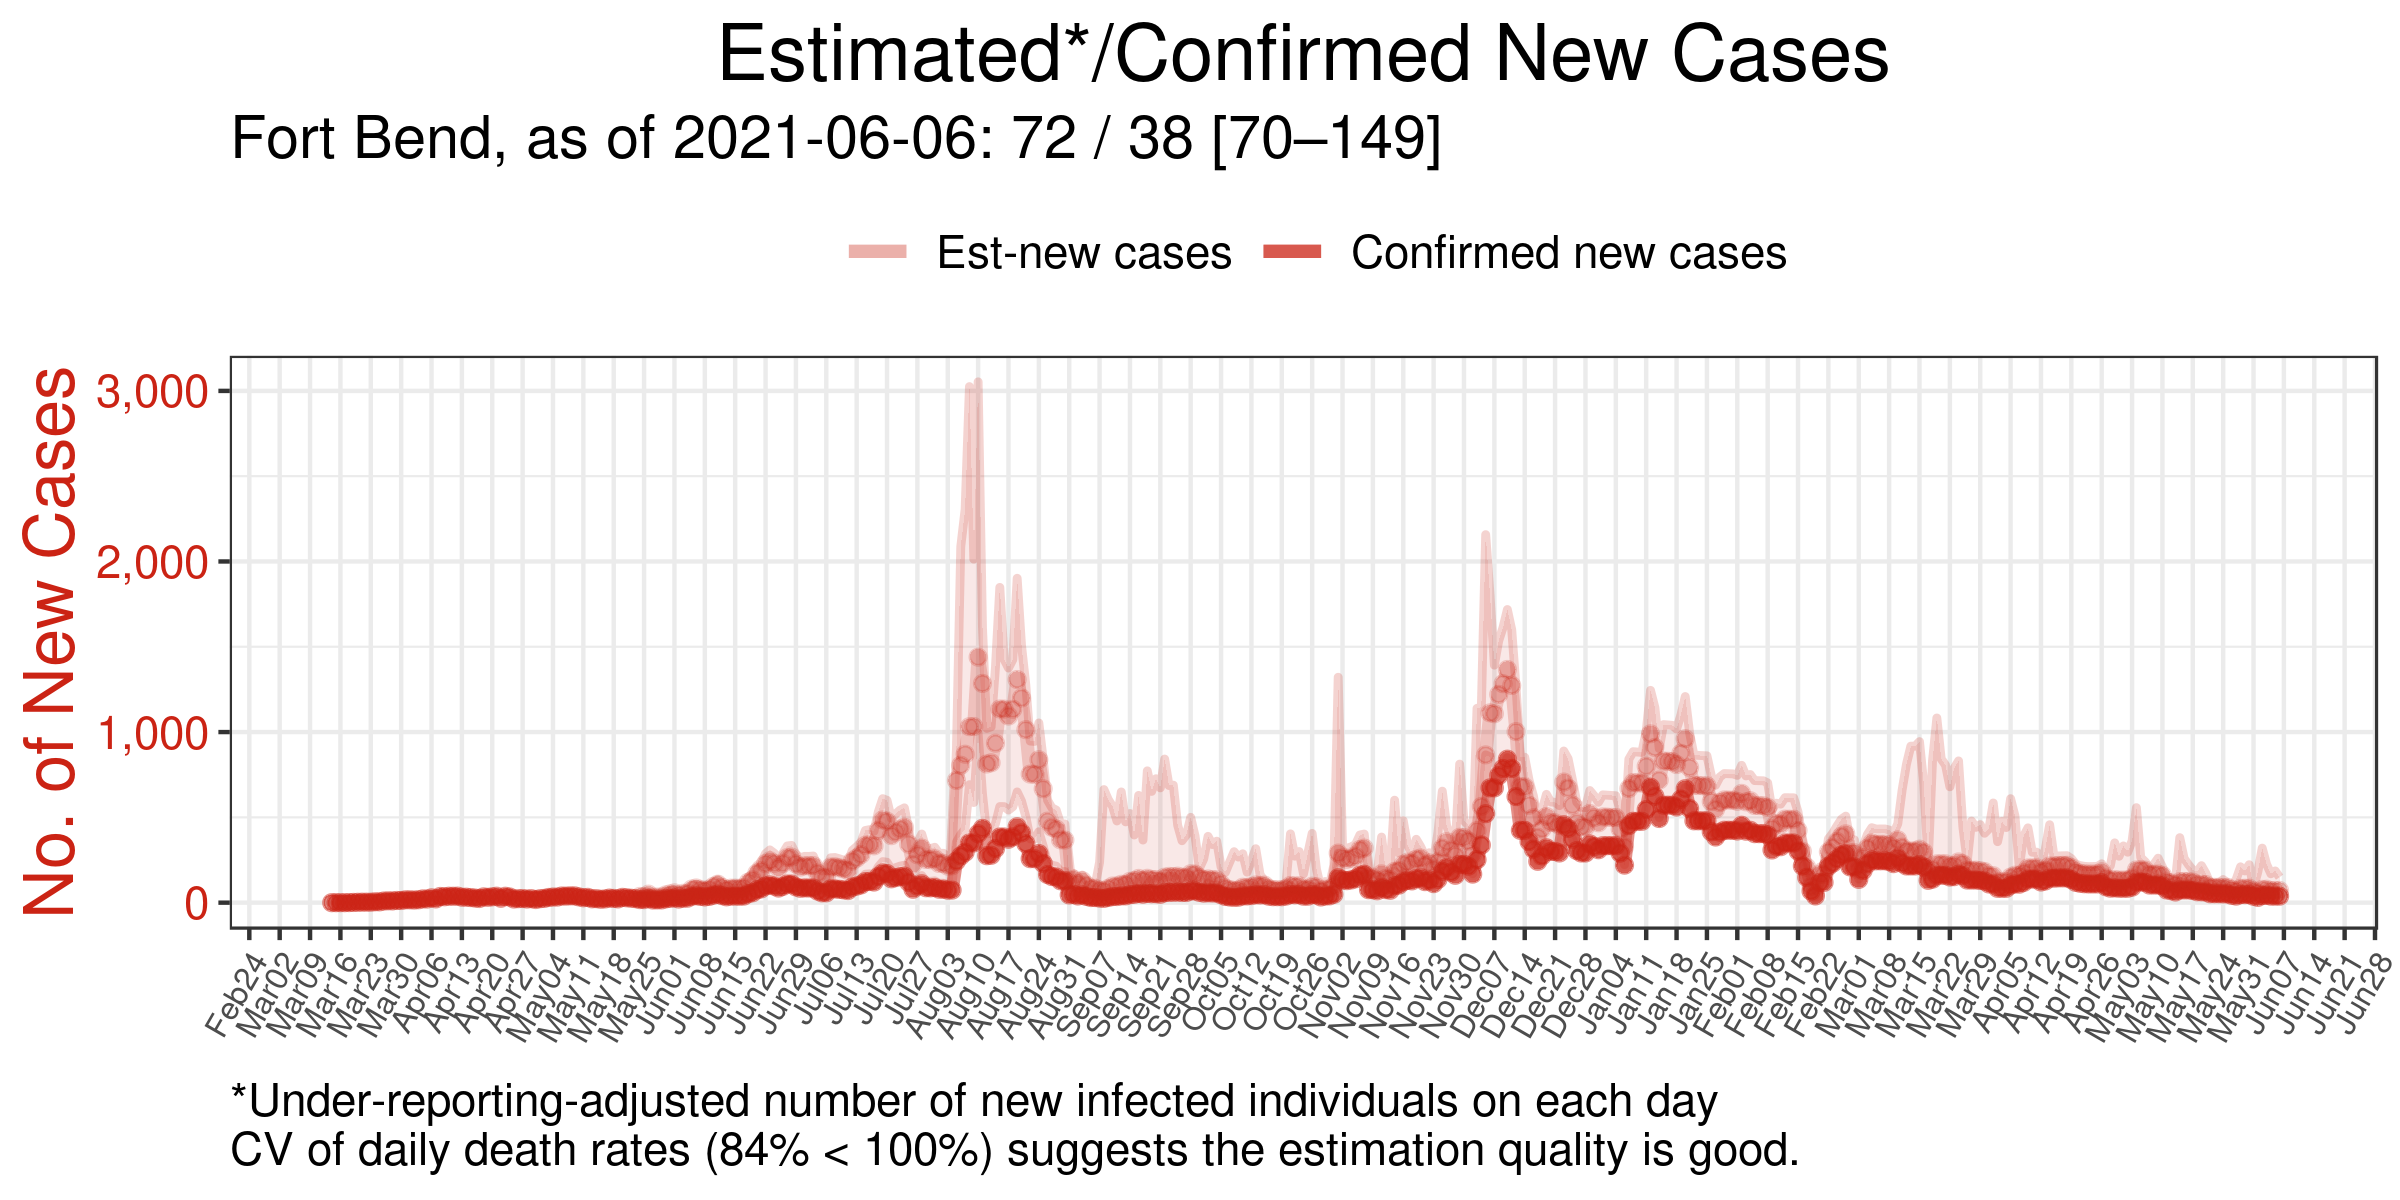 Estimated*/Confirmed New Cases
Fort Bend, as of 2021-06-06: 72 / 38 [70–149]
Est-new cases Confirmed new cases
No. of New Cases
3,000
2,000
1,000
0
Feb24 Mar02 Mar09 Mar16 Mar23 Mar30 Apr06 Apr13 Apr20 Apr27 May04 May11 May18 May25 Jun01 Jun08 Jun15 Jun22 Jun29 Jul06 Jul13 Jul20 Jul27 Aug03 Aug10 Aug17 Aug24 Aug31 Sep07 Sep14 Sep21 Sep28 Oct05 Oct12 Oct19 Oct26 Nov02 Nov09 Nov16 Nov23 Nov30 Dec07 Dec14 Dec21 Dec28 Jan04 Jan11 Jan18 Jan25 Feb01 Feb08 Feb15 Feb22 Mar01 Mar08 Mar15 Mar22 Mar29 Apr05 Apr12 Apr19 Apr26 May03 May10 May17 May24 May31 Jun07 Jun14 Jun21 Jun28
*Under-reporting-adjusted number of new infected individuals on each day
CV of daily death rates (84% < 100%) suggests the estimation quality is good.